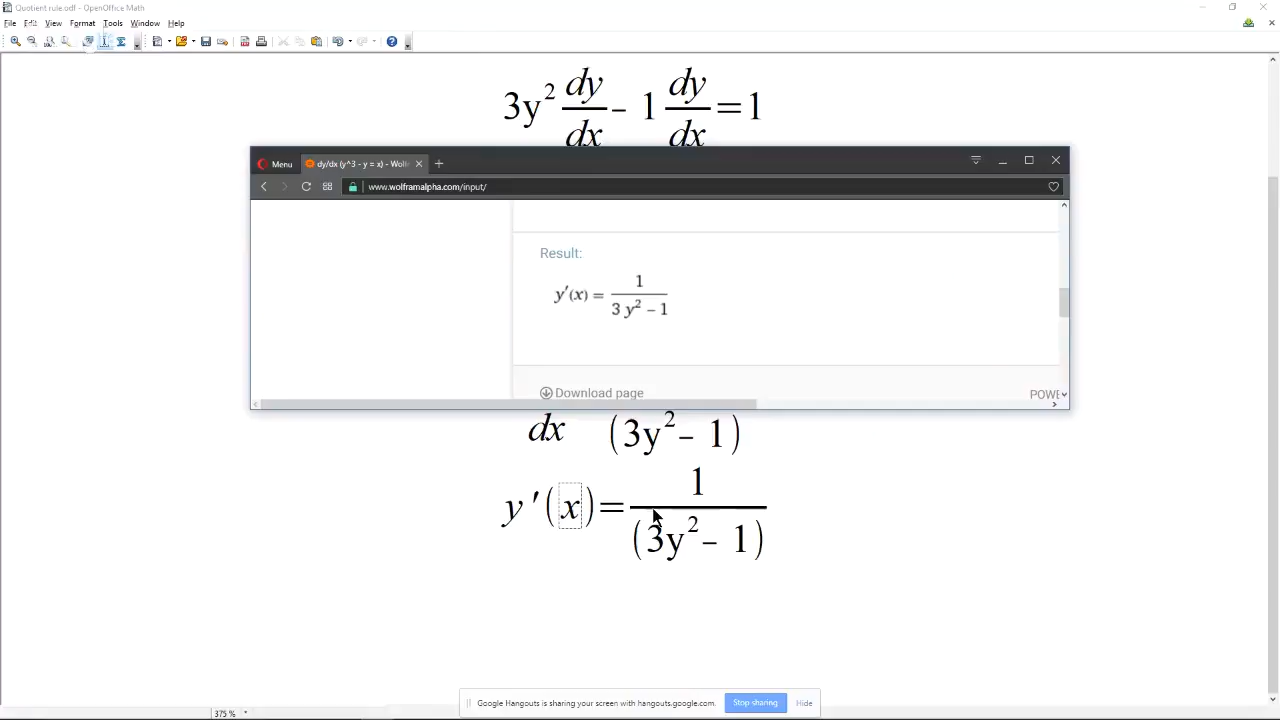 Quotient rule.odf - OpenOffice Math
File Edit View Format Tools Window Help
3y² dy/dx - 1 dy/dx = 1
Menu dy/dx (y^3 - y = x) - Wolf
www.wolframalpha.com/input/
Result:
y′(x) = 1/(3 y² - 1)
Download page POWE
dx (3y² - 1)
y′(x) = 1/(3y² - 1)
Google Hangouts is sharing your screen with hangouts.google.com. Stop sharing Hide
375 %